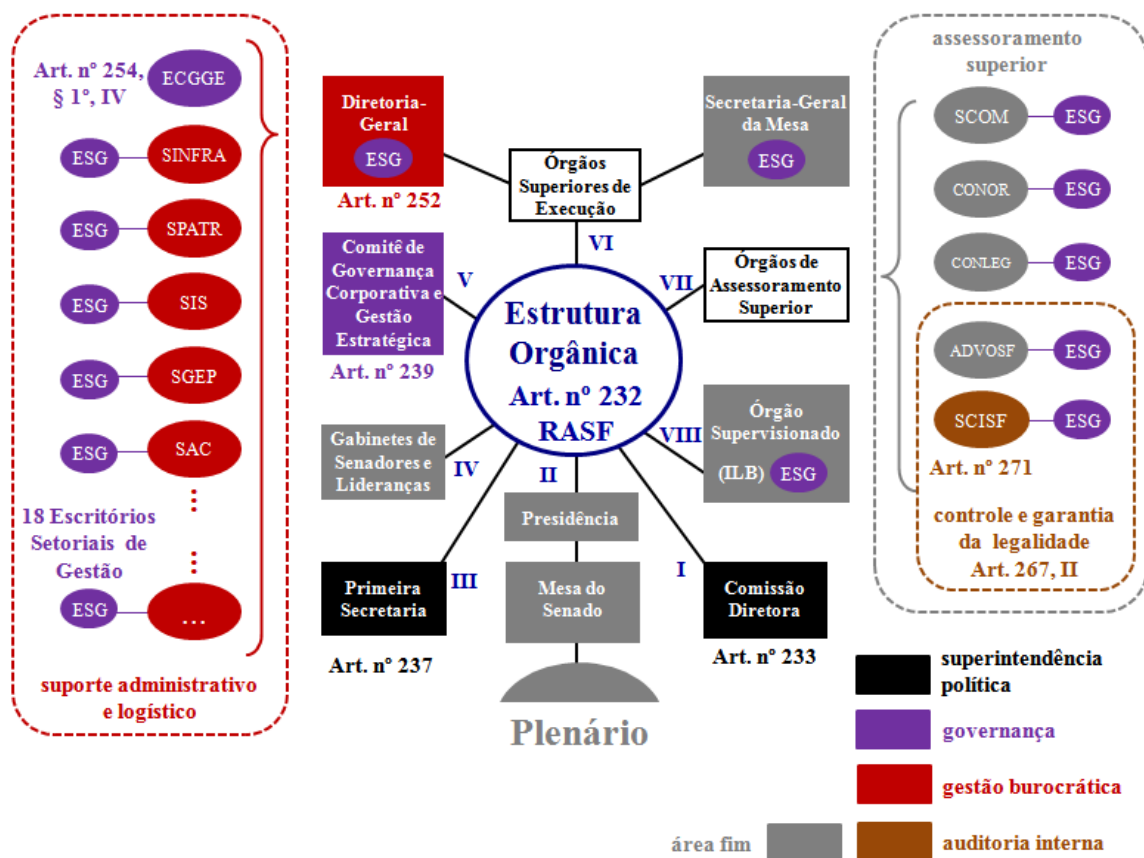 Art. nº 254,
§ 1º, IV
ECGGE
ESG
SINFRA
ESG
SPATR
ESG
SIS
ESG
SGEP
ESG
SAC
18 Escritórios
Setoriais de
Gestão
ESG
...
suporte administrativo
e logístico
Diretoria-
Geral
ESG
Art. nº 252
Órgãos
Superiores de
Execução
Secretaria-Geral
da Mesa
ESG
VI
Comitê de
Governança
Corporativa e
Gestão
Estratégica
Art. nº 239
V
VII
Órgãos de
Assessoramento
Superior
Estrutura
Orgânica
Art. nº 232
RASF
Gabinetes de
Senadores e
Lideranças
IV
II
VIII
Órgão
Supervisionado
(ILB)
ESG
Presidência
Primeira
Secretaria
III
Art. nº 237
Mesa do
Senado
I
Comissão
Diretora
Art. nº 233
Plenário
assessoramento
superior
SCOM
ESG
CONOR
ESG
CONLEG
ESG
ADVOSF
ESG
SCISF
ESG
Art. nº 271
controle e garantia
da legalidade
Art. 267, II
superintendência
política
governança
gestão burocrática
área fim
auditoria interna